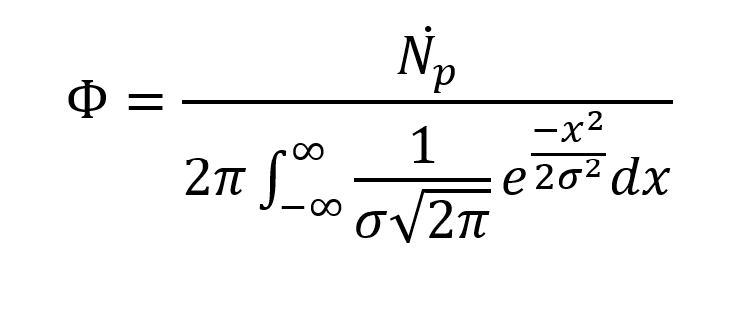 Φ = Ṅ_p / (2π ∫_{−∞}^{∞} (1 / (σ√(2π))) e^{−x² / (2σ²)} dx)